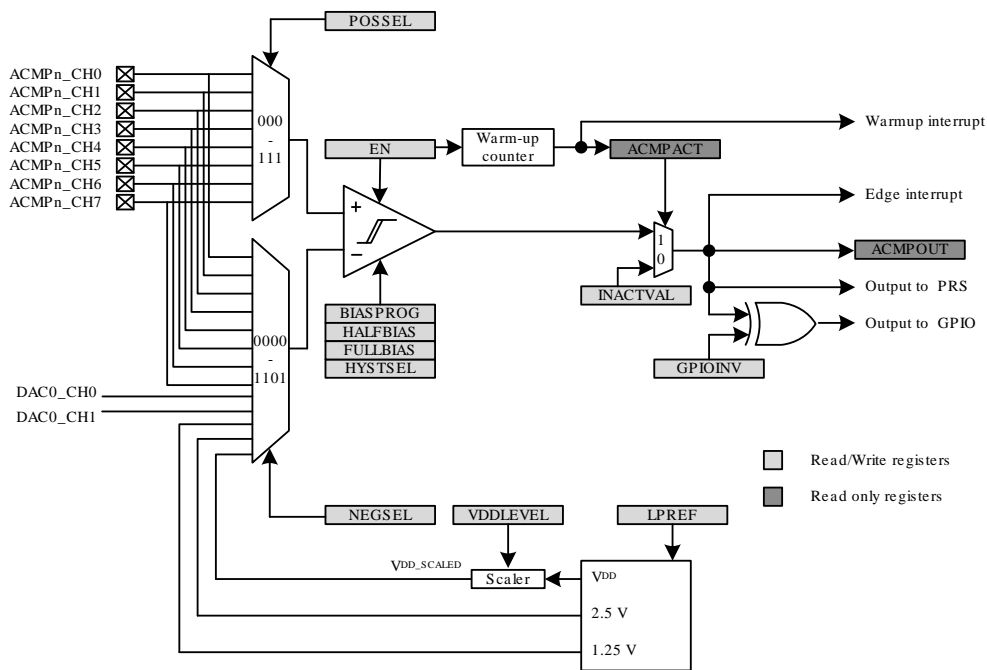 POSSEL
ACMPn_CH0
ACMPn_CH1
ACMPn_CH2
ACMPn_CH3
ACMPn_CH4
ACMPn_CH5
ACMPn_CH6
ACMPn_CH7
000
-
111
EN
Warm-up
counter
ACMPACT
Warmup interrupt
Edge interrupt
+
−
1
0
ACMPOUT
INACTVAL
Output to PRS
Output to GPIO
GPIOINV
BIASPROG
HALFBIAS
FULLBIAS
HYSTSEL
0000
-
1101
DAC0_CH0
DAC0_CH1
Read/Write registers
Read only registers
NEGSEL
VDDLEVEL
LPREF
VDD_SCALED
Scaler
VDD
2.5 V
1.25 V